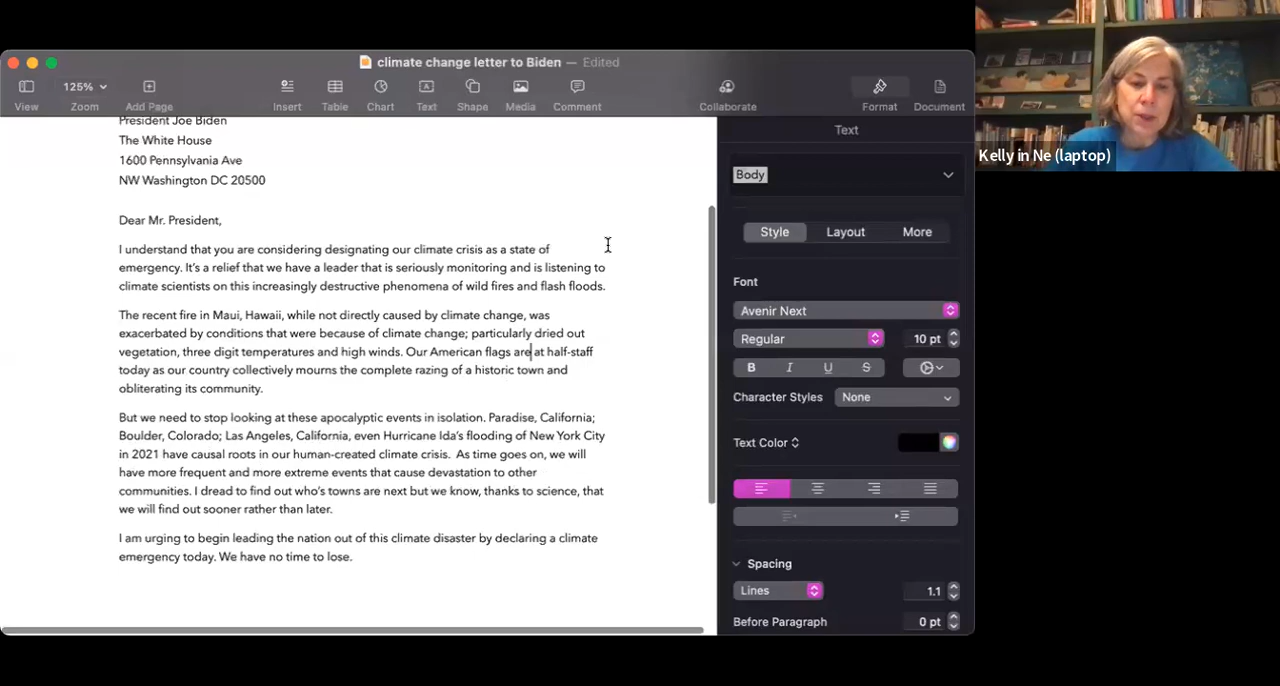 climate change letter to Biden — Edited
125%
View
Zoom
Add Page
Insert
Table
Chart
Text
Shape
Media
Comment
Collaborate
Format
Document
President Joe Biden
The White House
1600 Pennsylvania Ave
NW Washington DC 20500
Dear Mr. President,
I understand that you are considering designating our climate crisis as a state of
emergency. It's a relief that we have a leader that is seriously monitoring and is listening to
climate scientists on this increasingly destructive phenomena of wild fires and flash floods.
The recent fire in Maui, Hawaii, while not directly caused by climate change, was
exacerbated by conditions that were because of climate change; particularly dried out
vegetation, three digit temperatures and high winds. Our American flags are at half-staff
today as our country collectively mourns the complete razing of a historic town and
obliterating its community.
But we need to stop looking at these apocalyptic events in isolation. Paradise, California;
Boulder, Colorado; Las Angeles, California, even Hurricane Ida's flooding of New York City
in 2021 have causal roots in our human-created climate crisis. As time goes on, we will
have more frequent and more extreme events that cause devastation to other
communities. I dread to find out who's towns are next but we know, thanks to science, that
we will find out sooner rather than later.
I am urging to begin leading the nation out of this climate disaster by declaring a climate
emergency today. We have no time to lose.
Text
Body
Style
Layout
More
Font
Avenir Next
Regular
10 pt
B
I
U
S
Character Styles
None
Text Color
Spacing
Lines
1.1
Before Paragraph
0 pt
Kelly in Ne (laptop)